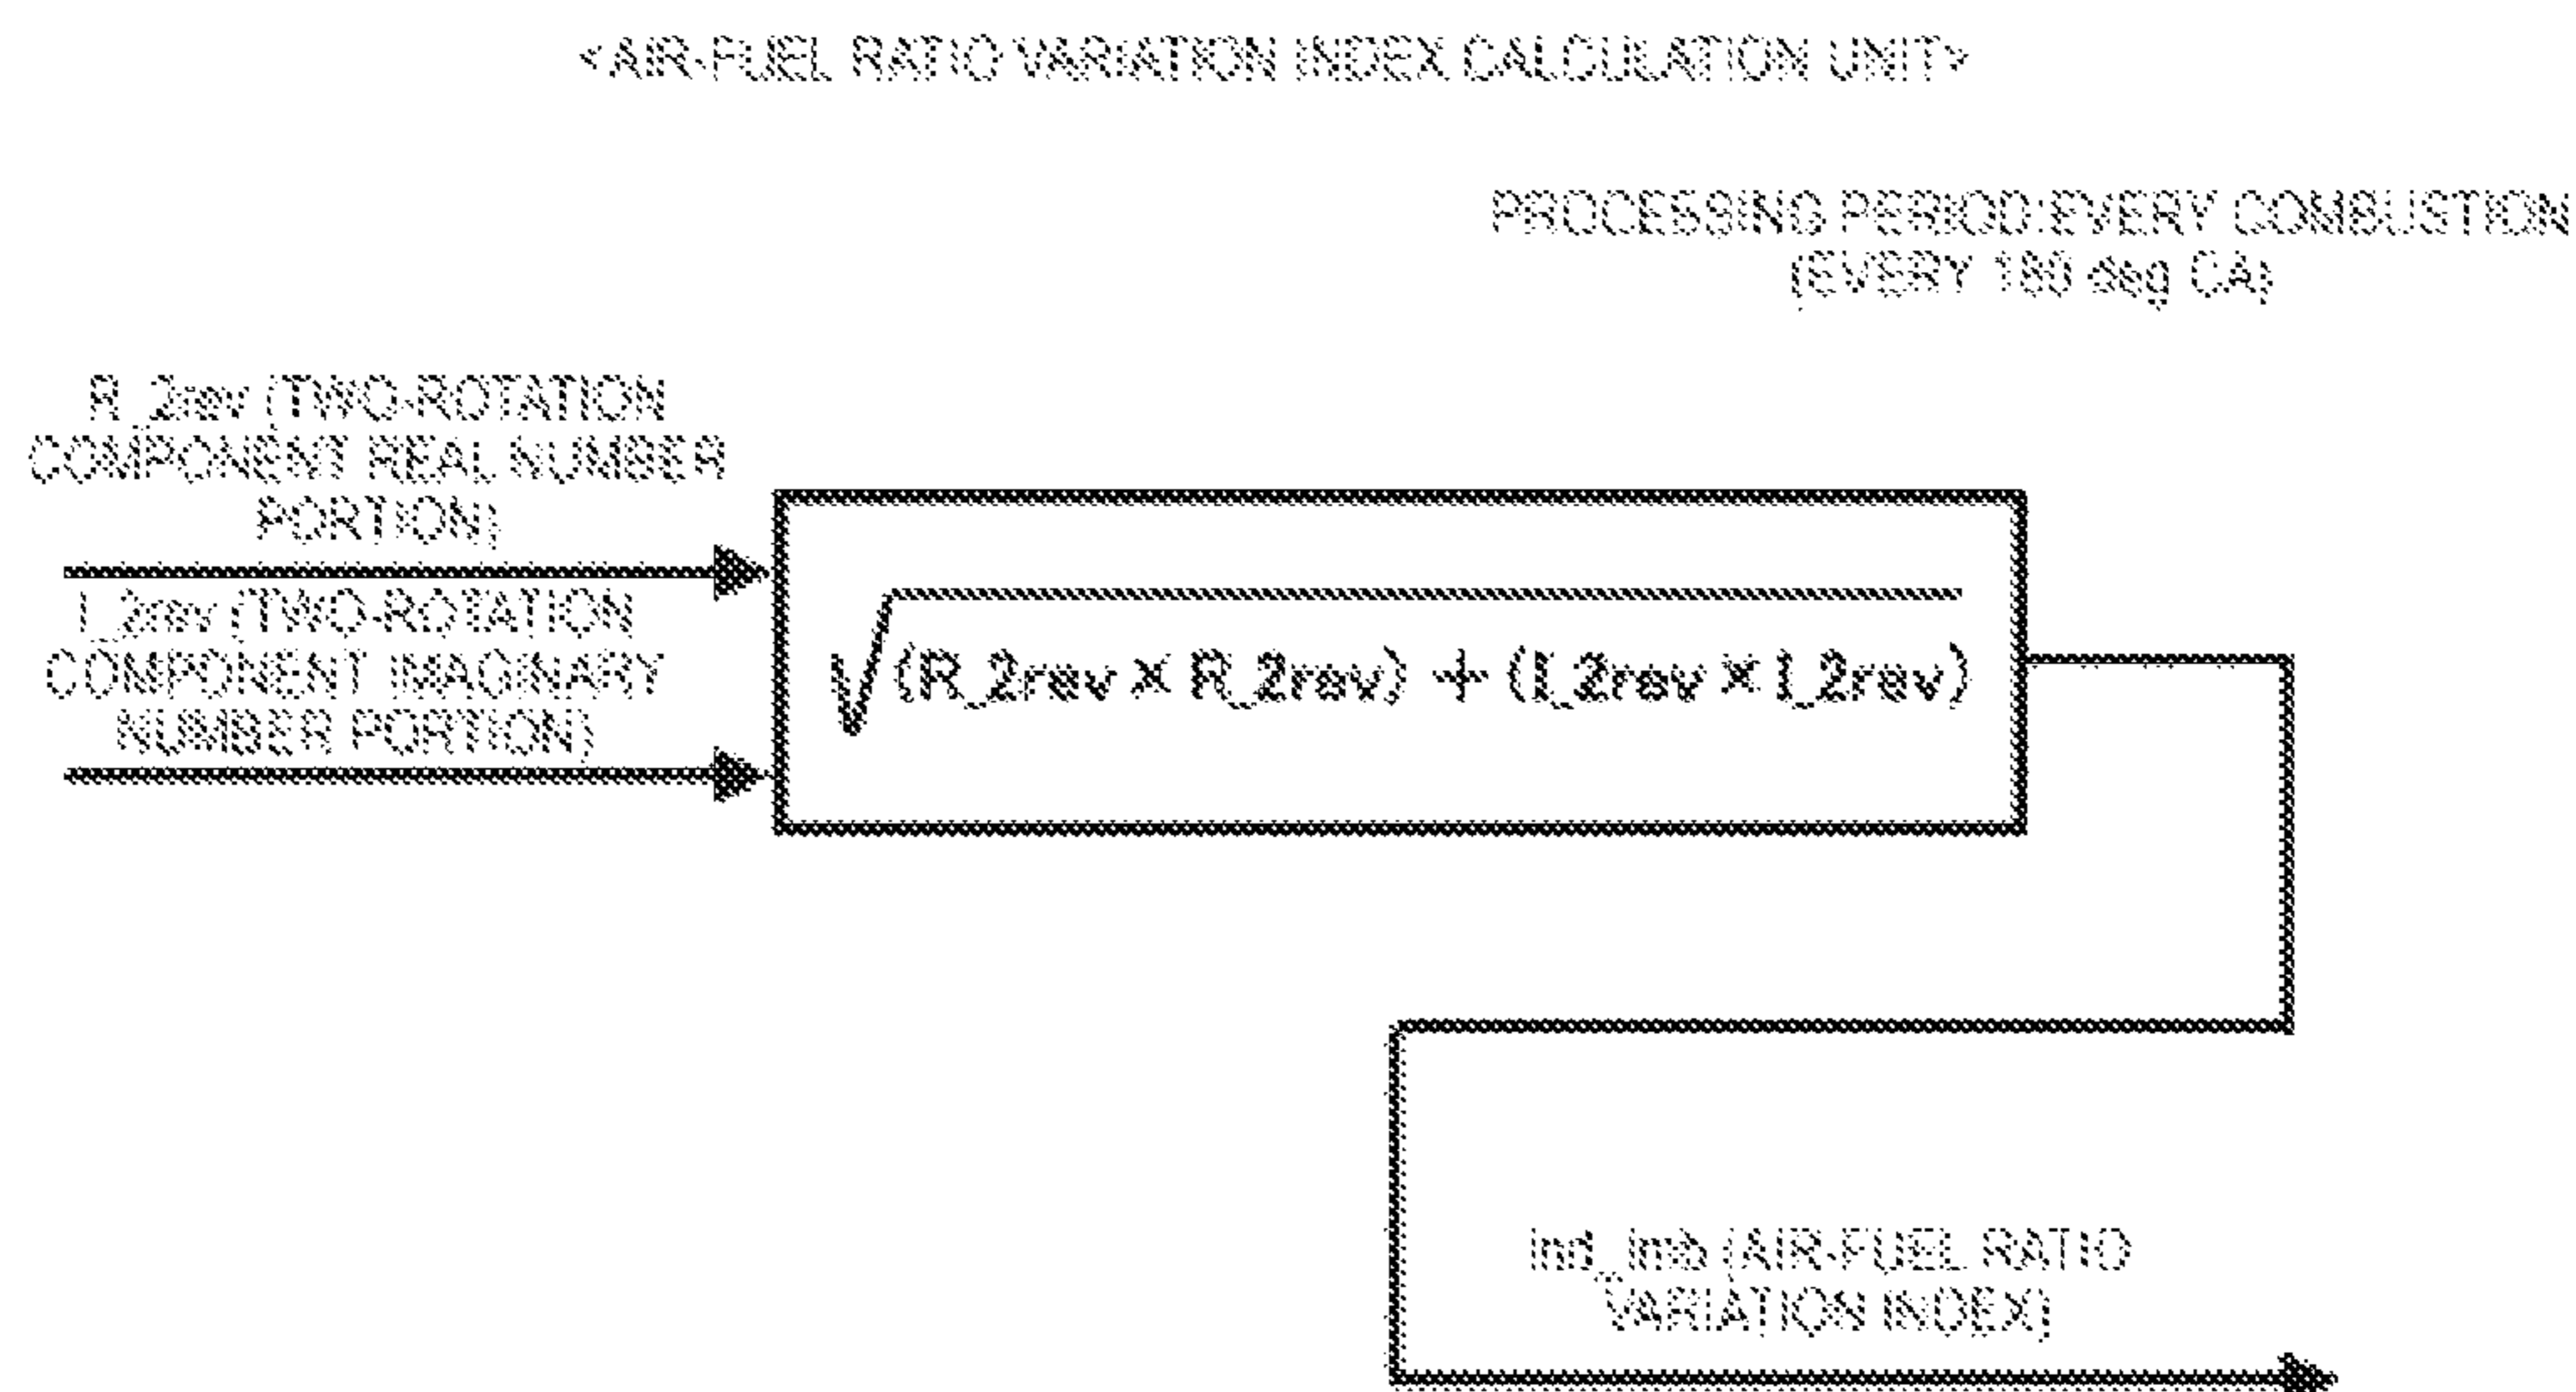 <AIR-FUEL RATIO VARIATION INDEX CALCULATION UNIT>
PROCESSING PERIOD:EVERY COMBUSTION
(EVERY 180 deg CA)
R_2rev (TWO-ROTATION
COMPONENT REAL NUMBER
PORTION)
I_2rev (TWO-ROTATION
COMPONENT IMAGINARY
NUMBER PORTION)
√(R_2rev × R_2rev) + (I_2rev × I_2rev)
Ind_imb (AIR-FUEL RATIO
VARIATION INDEX)